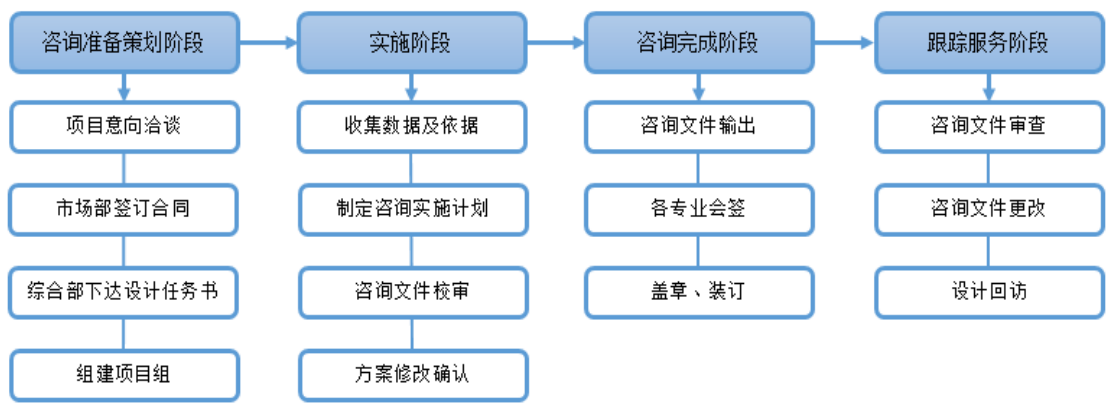 咨询准备策划阶段
实施阶段
咨询完成阶段
跟踪服务阶段
项目意向洽谈
收集数据及依据
咨询文件输出
咨询文件审查
市场部签订合同
制定咨询实施计划
各专业会签
咨询文件更改
综合部下达设计任务书
咨询文件校审
盖章、装订
设计回访
组建项目组
方案修改确认